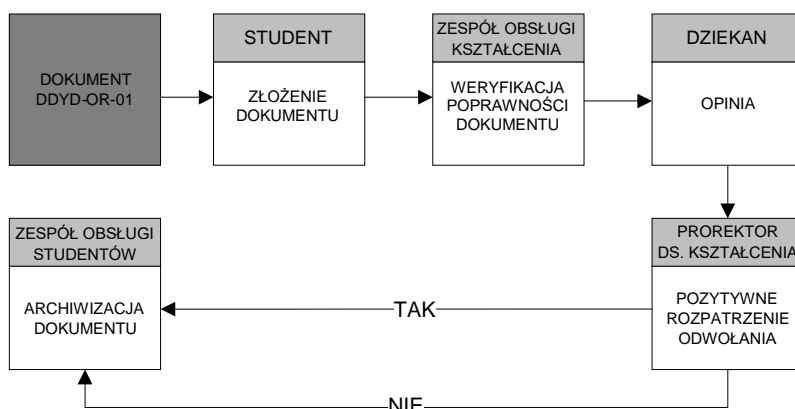 DOKUMENT
DDYD-OR-01
STUDENT
ZŁOŻENIE
DOKUMENTU
ZESPÓŁ OBSŁUGI
KSZTAŁCENIA
WERYFIKACJA
POPRAWNOŚCI
DOKUMENTU
DZIEKAN
OPINIA
PROREKTOR
DS. KSZTAŁCENIA
POZYTYWNE
ROZPATRZENIE
ODWOŁANIA
TAK
ZESPÓŁ OBSŁUGI
STUDENTÓW
ARCHIWIZACJA
DOKUMENTU
NIE